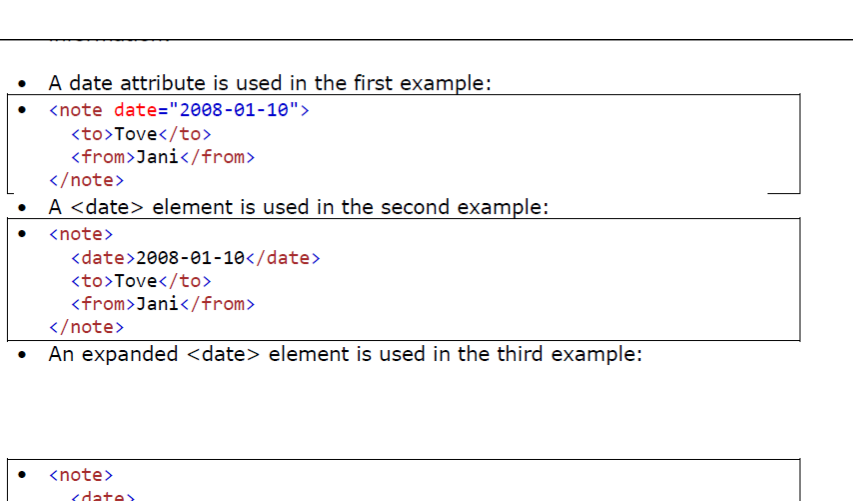 • A date attribute is used in the first example:
• <note date="2008-01-10">
<to>Tove</to>
<from>Jani</from>
</note>
• A <date> element is used in the second example:
• <note>
<date>2008-01-10</date>
<to>Tove</to>
<from>Jani</from>
</note>
• An expanded <date> element is used in the third example:
• <note>
<date>